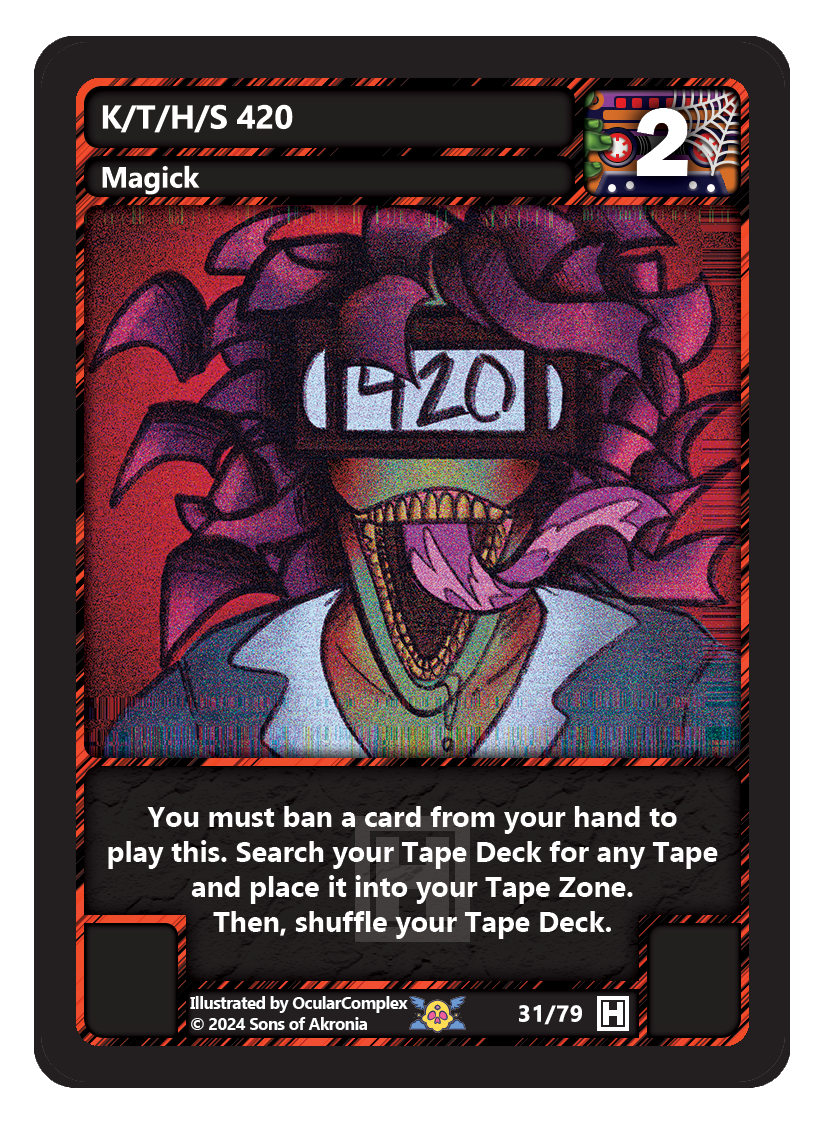 K/T/H/S 420
2
Magick
420
You must ban a card from your hand to
play this. Search your Tape Deck for any Tape
and place it into your Tape Zone.
Then, shuffle your Tape Deck.
Illustrated by OcularComplex
© 2024 Sons of Akronia
31/79
H